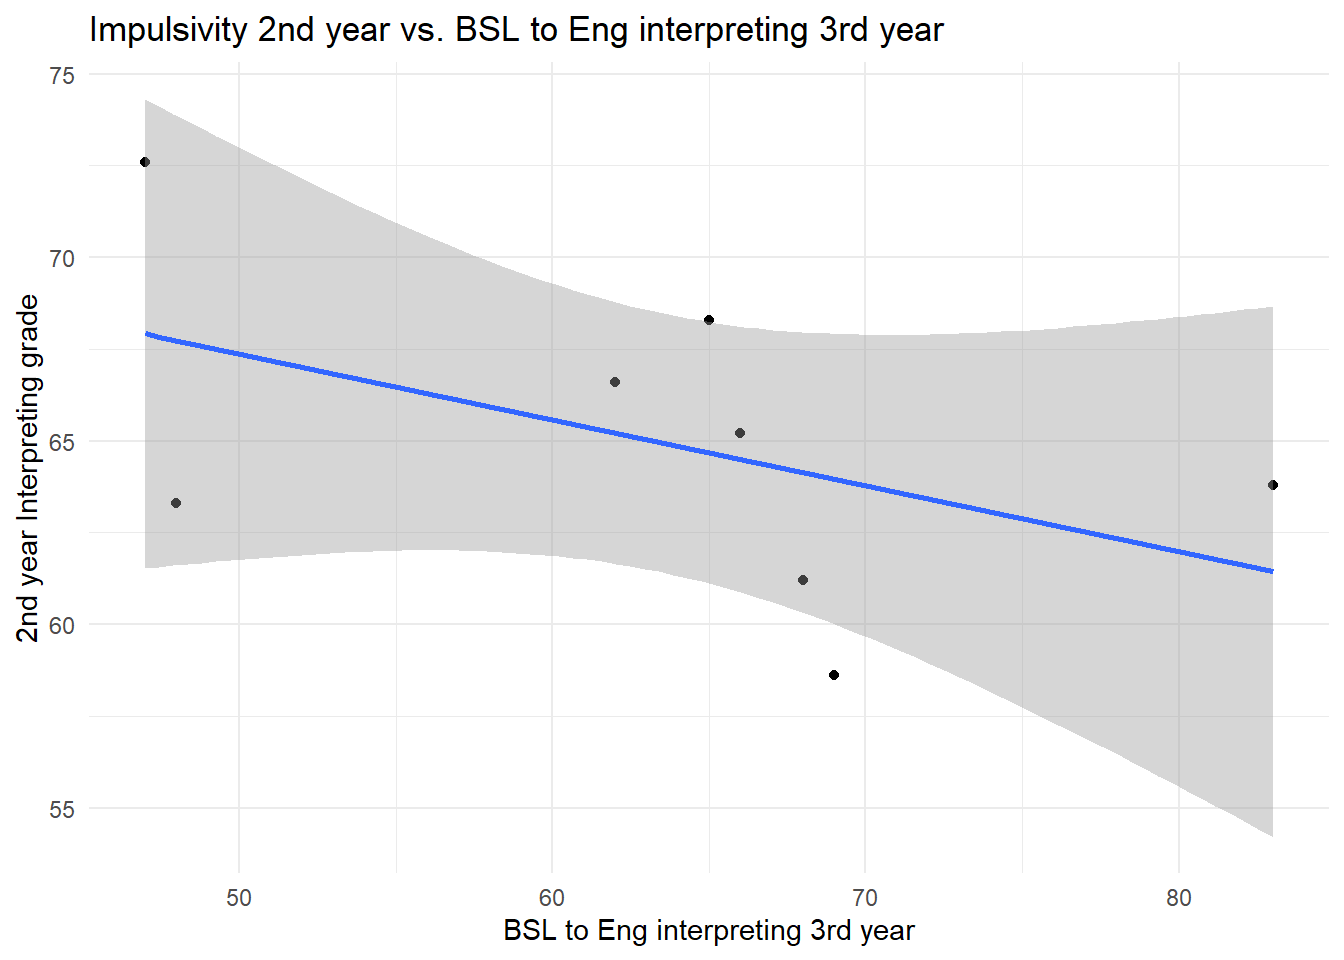 Impulsivity 2nd year vs. BSL to Eng interpreting 3rd year
75
70
65
60
55
2nd year Interpreting grade
50 60 70 80
BSL to Eng interpreting 3rd year